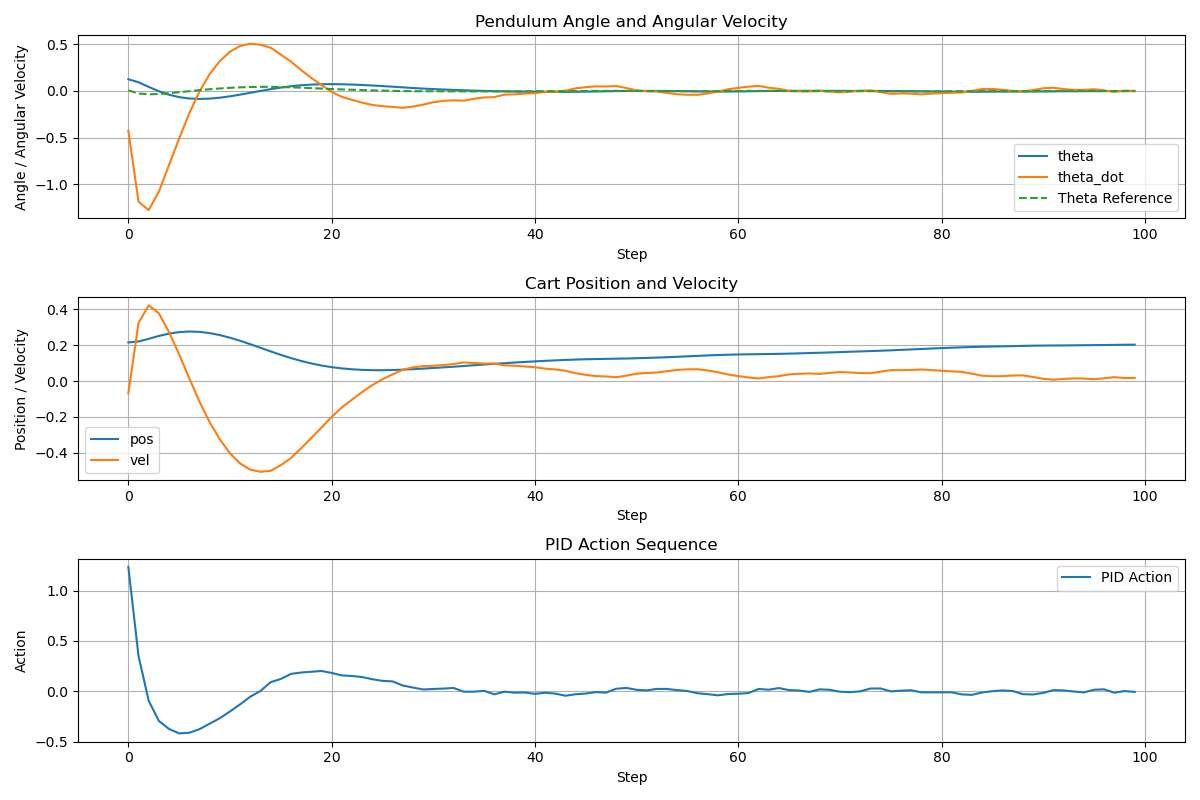 Pendulum Angle and Angular Velocity
Angle / Angular Velocity
0.5
0.0
−0.5
−1.0
theta
theta_dot
Theta Reference
0 20 40 60 80 100
Step
Cart Position and Velocity
Position / Velocity
0.4
0.2
0.0
−0.2
−0.4
pos
vel
0 20 40 60 80 100
Step
PID Action Sequence
Action
1.0
0.5
0.0
−0.5
PID Action
0 20 40 60 80 100
Step